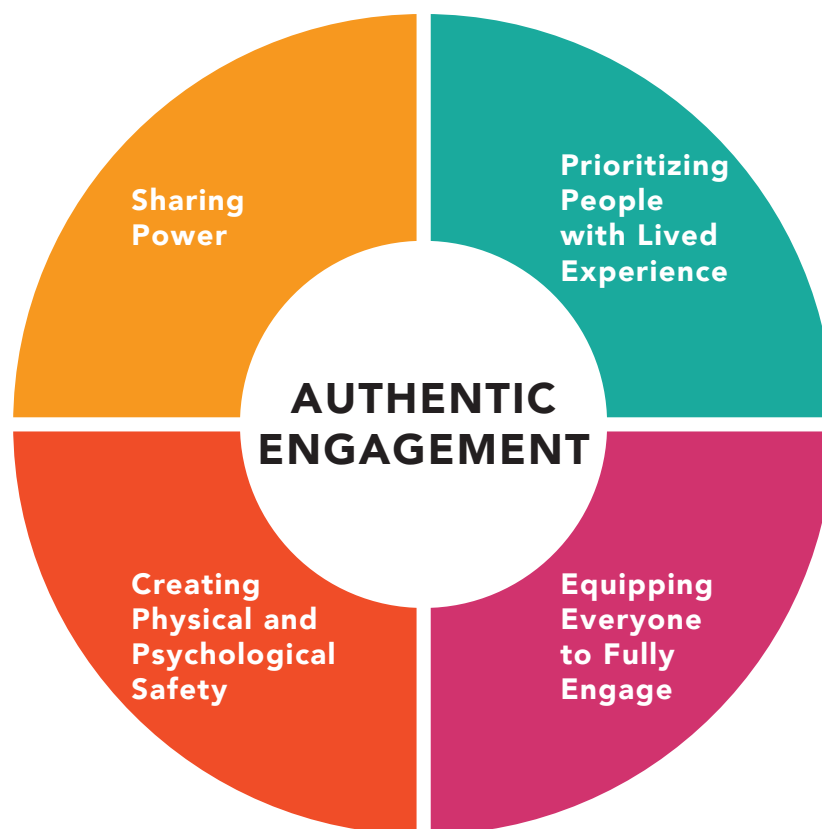 Sharing
Power
Prioritizing
People
with Lived
Experience
AUTHENTIC
ENGAGEMENT
Creating
Physical and
Psychological
Safety
Equipping
Everyone
to Fully
Engage